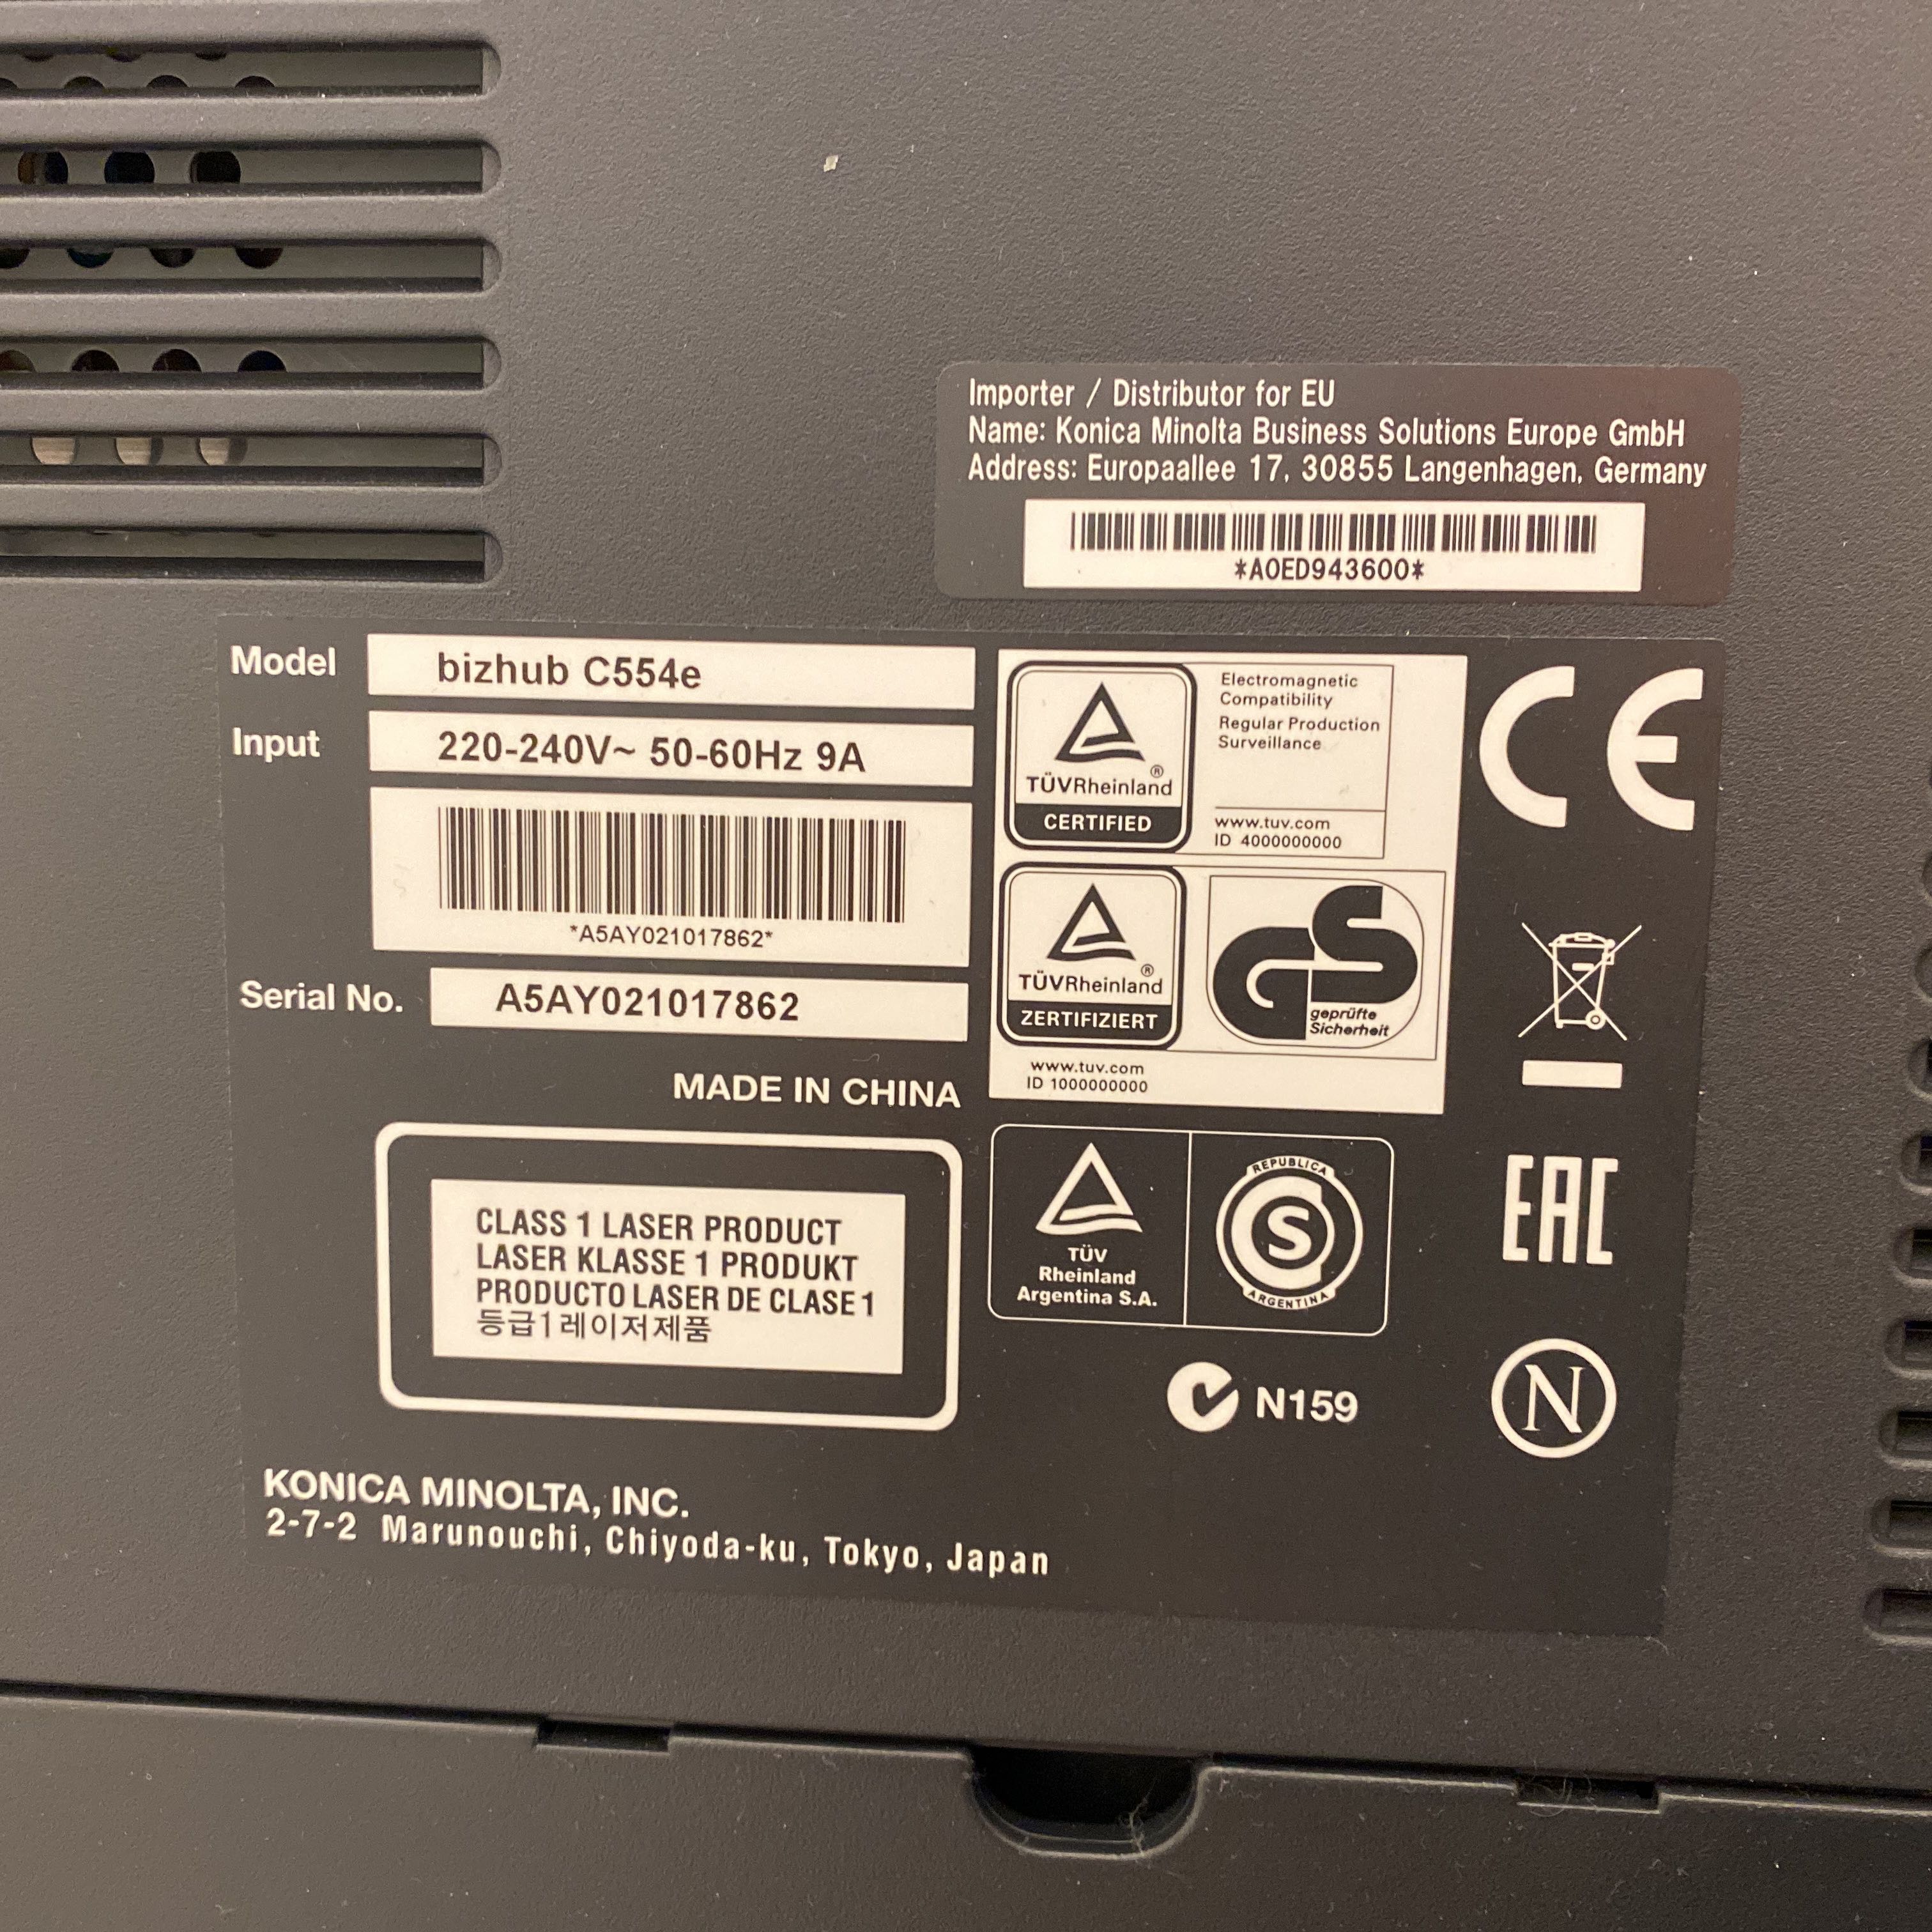 Importer / Distributor for EU
Name: Konica Minolta Business Solutions Europe GmbH
Address: Europaallee 17, 30855 Langenhagen, Germany
*A0ED943600*
Model bizhub C554e
Input 220-240V~ 50-60Hz 9A
*A5AY021017862*
Serial No. A5AY021017862
MADE IN CHINA
CLASS 1 LASER PRODUCT
LASER KLASSE 1 PRODUKT
PRODUCTO LASER DE CLASE 1
등급1레이저제품
KONICA MINOLTA, INC.
2-7-2 Marunouchi, Chiyoda-ku, Tokyo, Japan
TÜVRheinland®
CERTIFIED
Electromagnetic
Compatibility
Regular Production
Surveillance
www.tuv.com
ID 4000000000
TÜVRheinland®
ZERTIFIZIERT
GS
geprüfte
Sicherheit
www.tuv.com
ID 1000000000
TÜV
Rheinland
Argentina S.A.
REPUBLICA
S
ARGENTINA
N159
CE
EAC
N